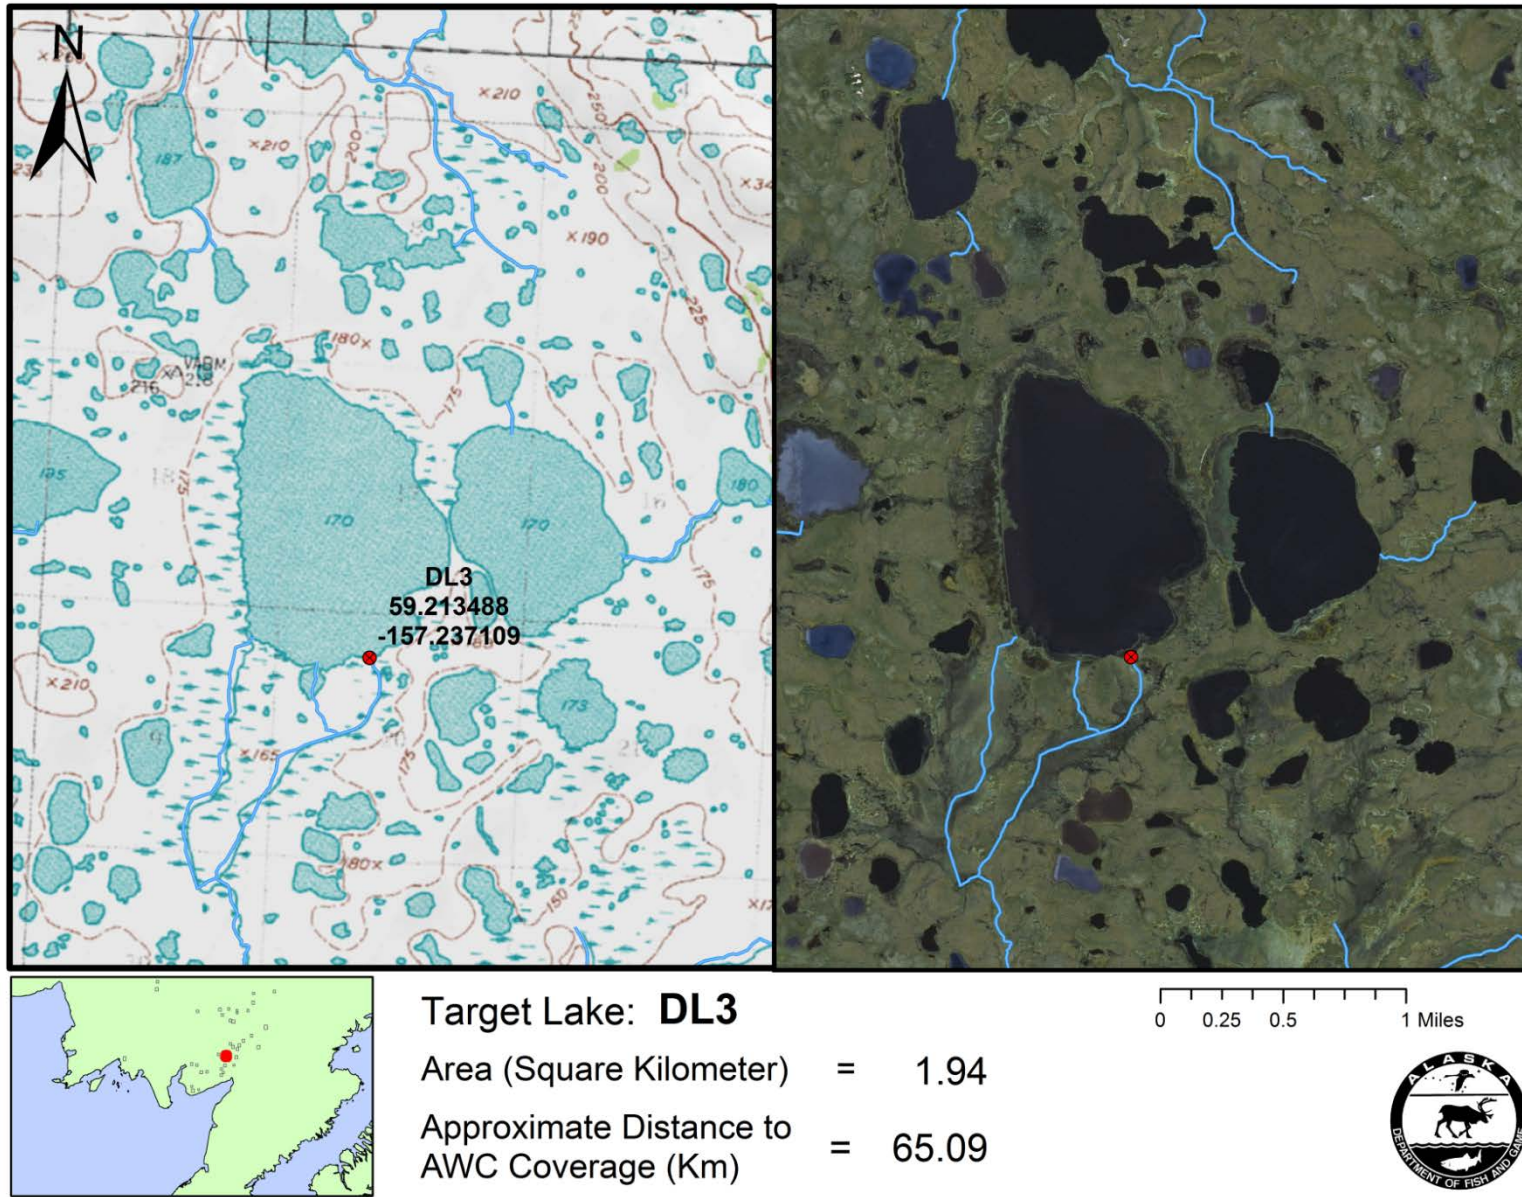 N
x210
250
x210
200
200
187
x34
x190
225
180x
VABM
216
175
175
195
180
170
170
16
175
DL3
59.213488
-157.237109
x210
173
x165
175
180x
150
Target Lake: DL3
Area (Square Kilometer) = 1.94
Approximate Distance to
AWC Coverage (Km) = 65.09
0 0.25 0.5 1 Miles
ALASKA
DEPARTMENT OF FISH AND GAME